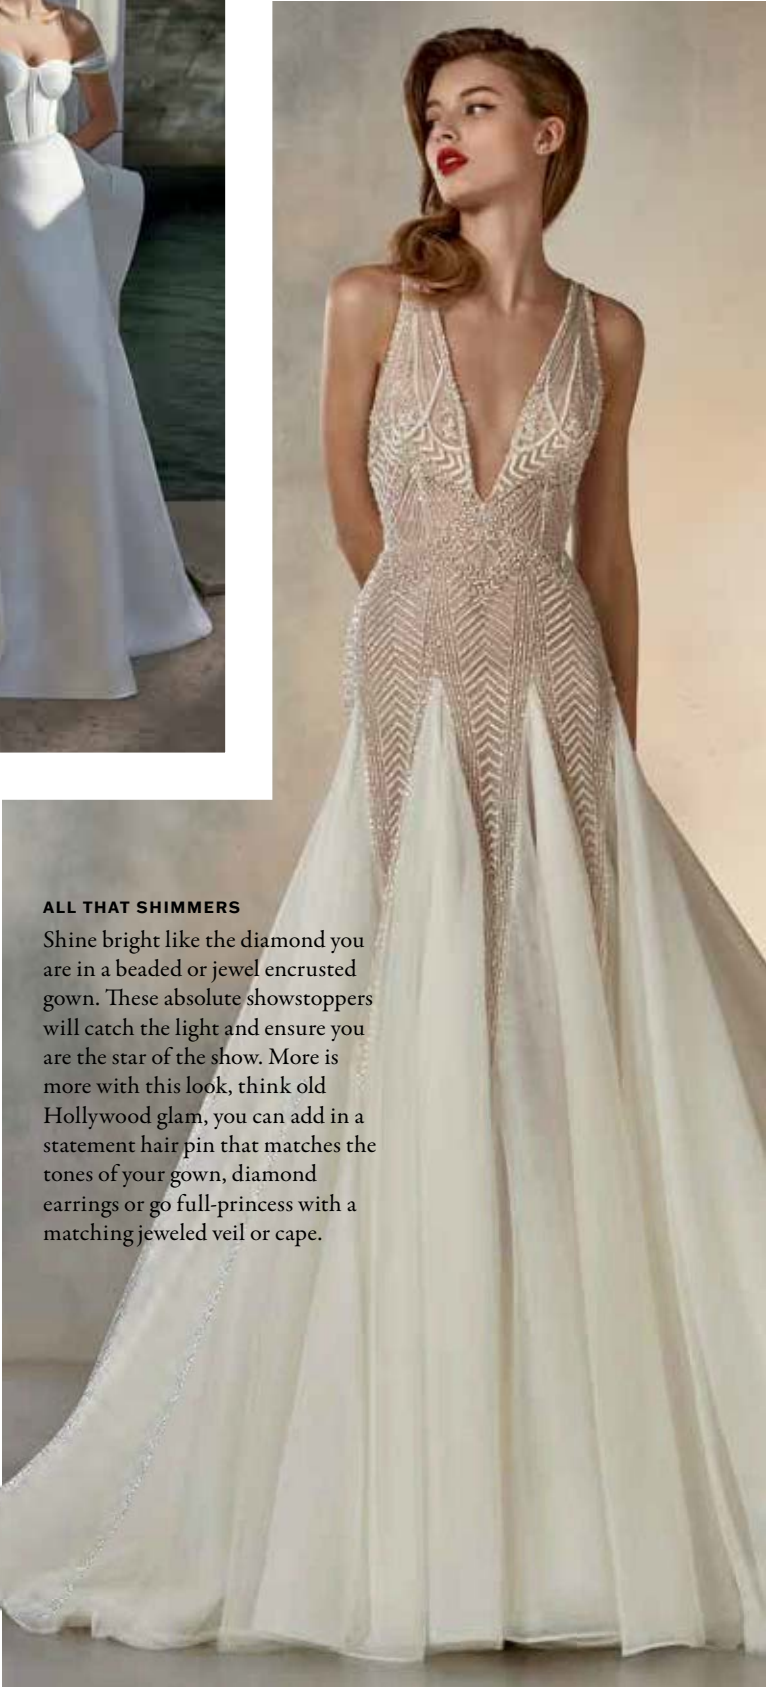 ALL THAT SHIMMERS
Shine bright like the diamond you
are in a beaded or jewel encrusted
gown. These absolute showstoppers
will catch the light and ensure you
are the star of the show. More is
more with this look, think old
Hollywood glam, you can add in a
statement hair pin that matches the
tones of your gown, diamond
earrings or go full-princess with a
matching jeweled veil or cape.